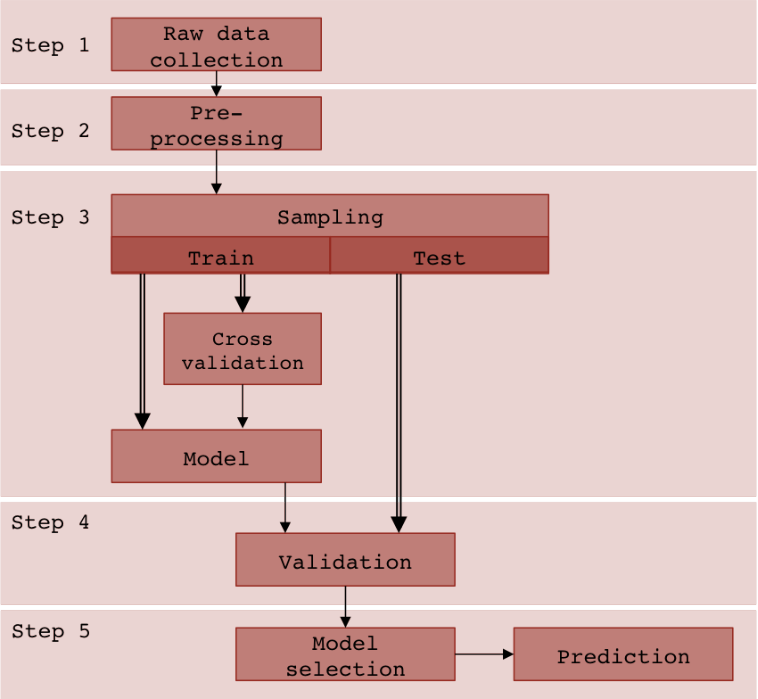 Step 1
Raw data
collection
Step 2
Pre-
processing
Step 3
Sampling
Train
Test
Cross
validation
Model
Step 4
Validation
Step 5
Model
selection
Prediction